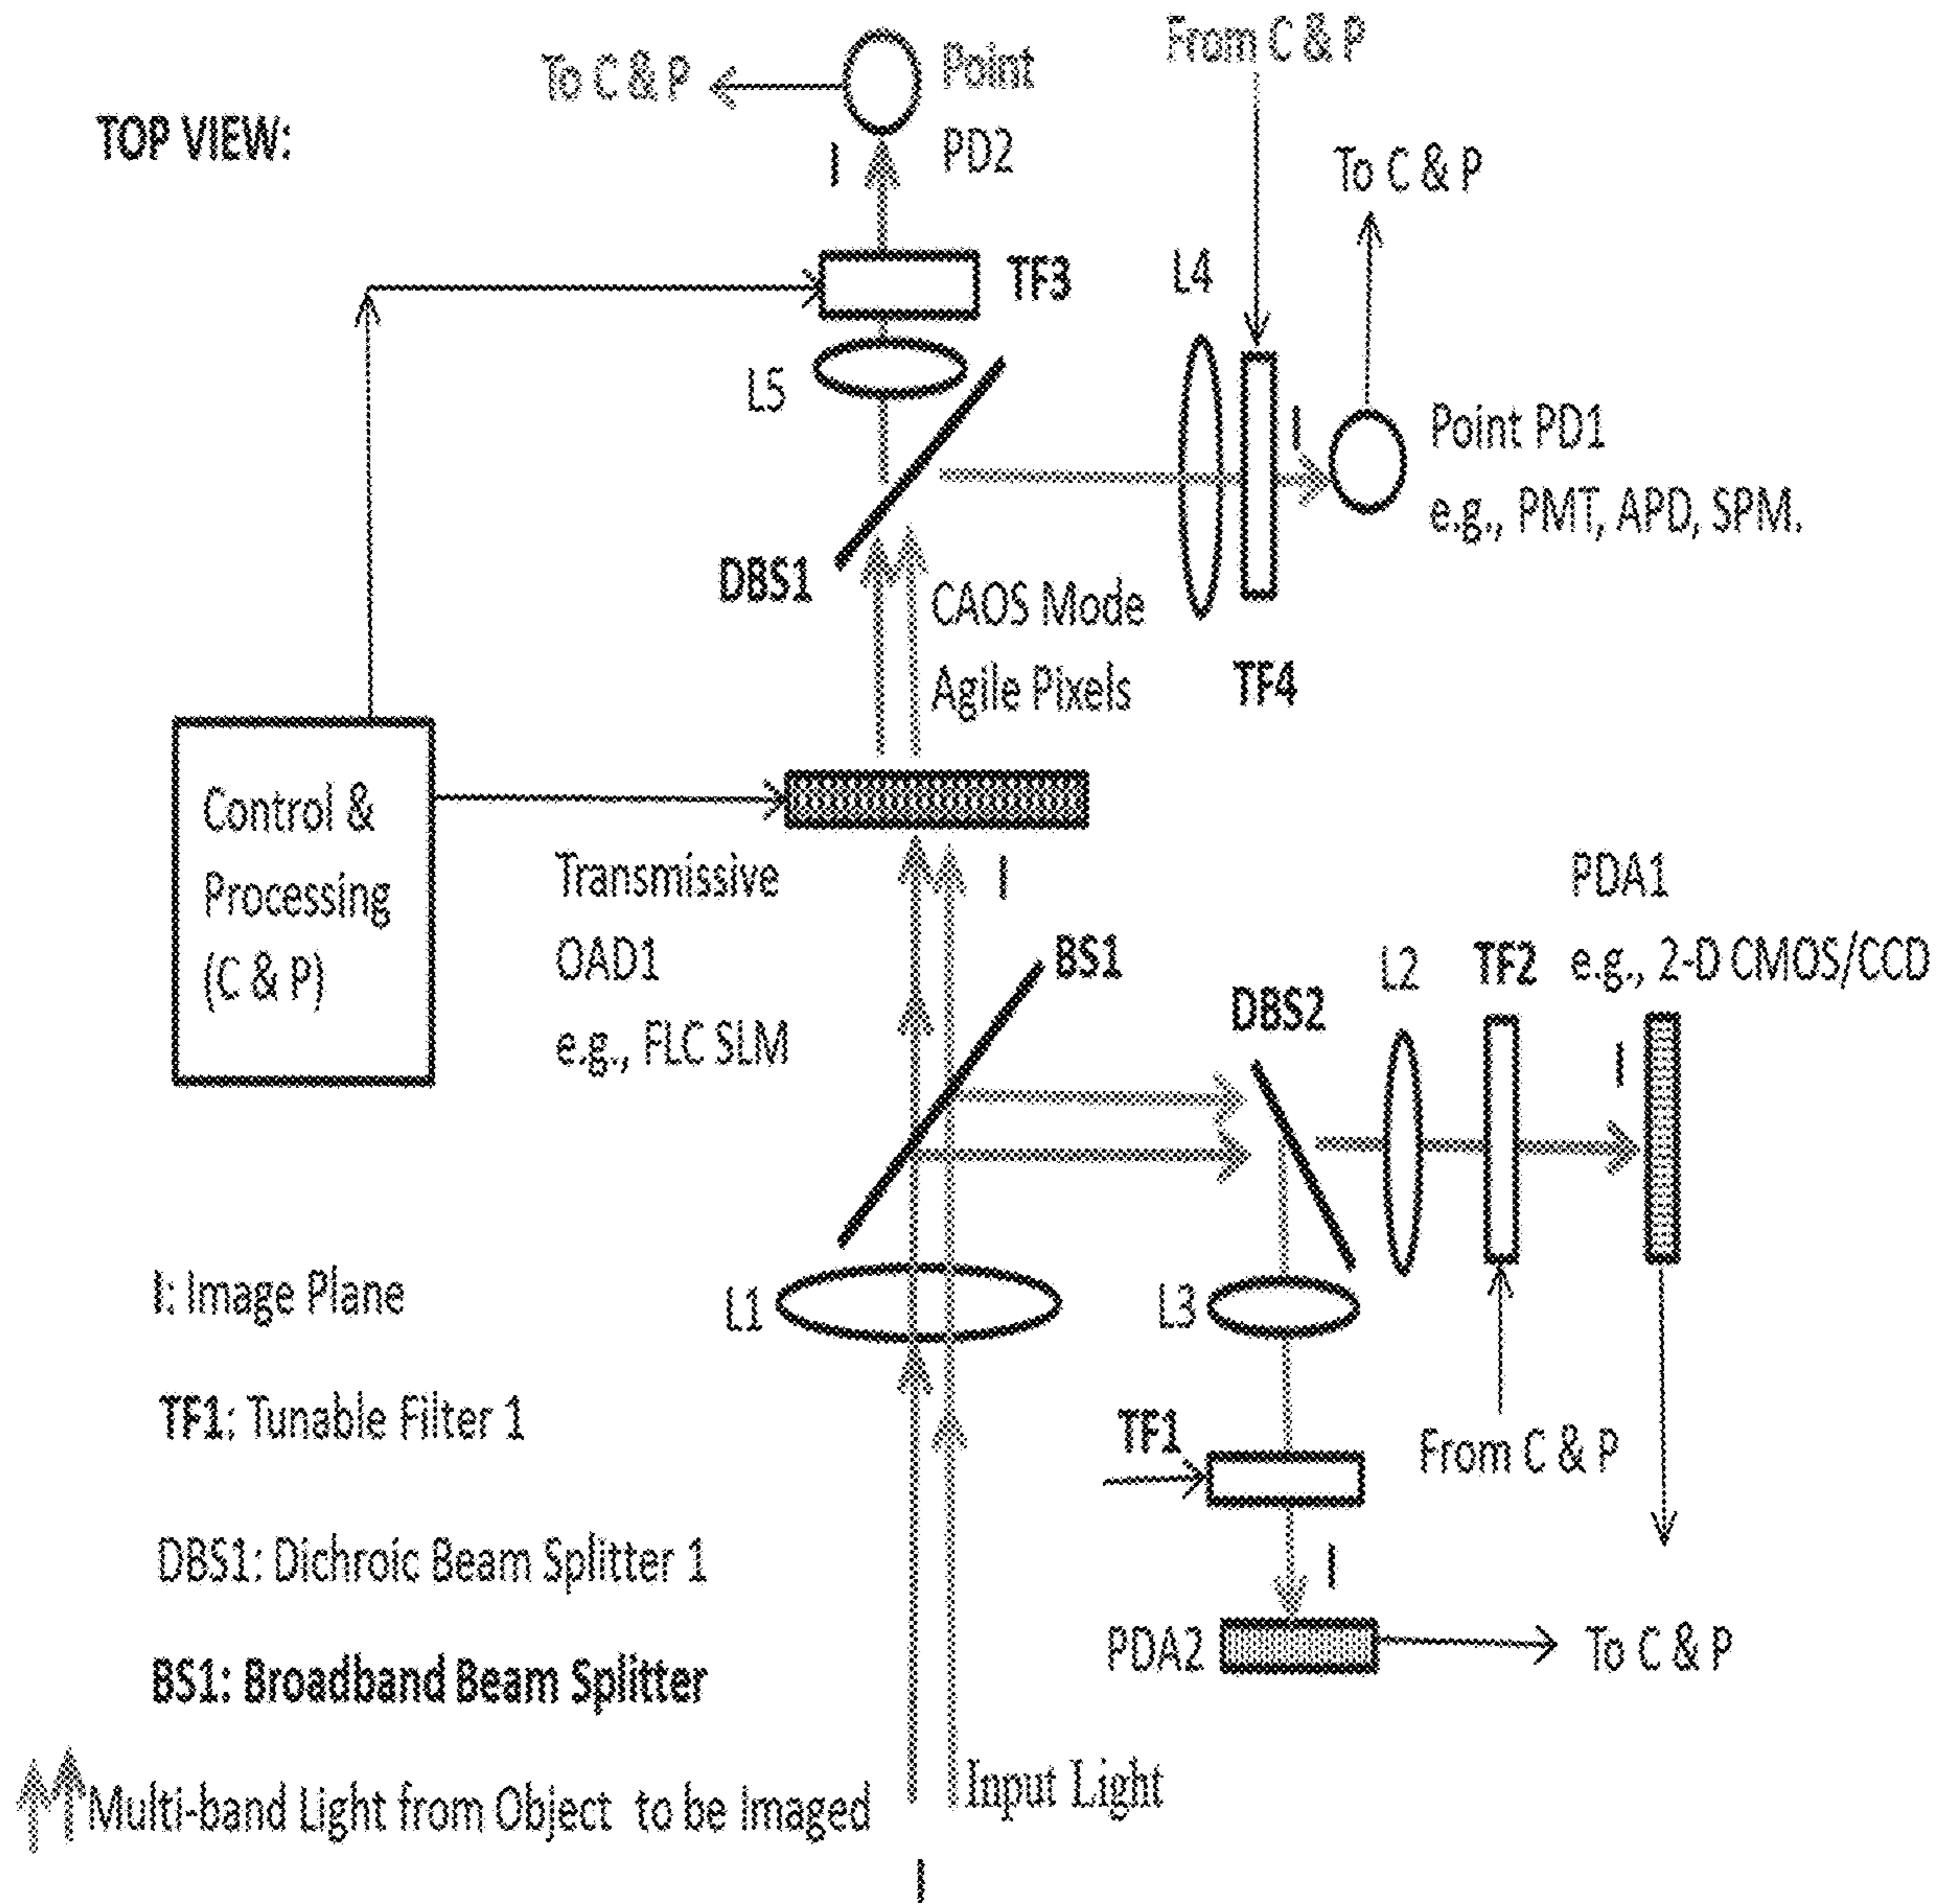 From C & P
To C & P
Point
PD2
TOP VIEW:
To C & P
I
TF3
L4
L5
I
Point PD1
e.g., PMT, APD, SPM.
DBS1
CAOS Mode
Agile Pixels
TF4
Control &
Processing
(C & P)
Transmissive
OAD1
e.g., FLC SLM
I
PDA1
e.g., 2-D CMOS/CCD
BS1
L2
TF2
DBS2
I
I: Image Plane
L1
L3
TF1: Tunable Filter 1
TF1
From C & P
DBS1: Dichroic Beam Splitter 1
I
BS1: Broadband Beam Splitter
PDA2
To C & P
Multi-band Light from Object to be Imaged
Input Light
I